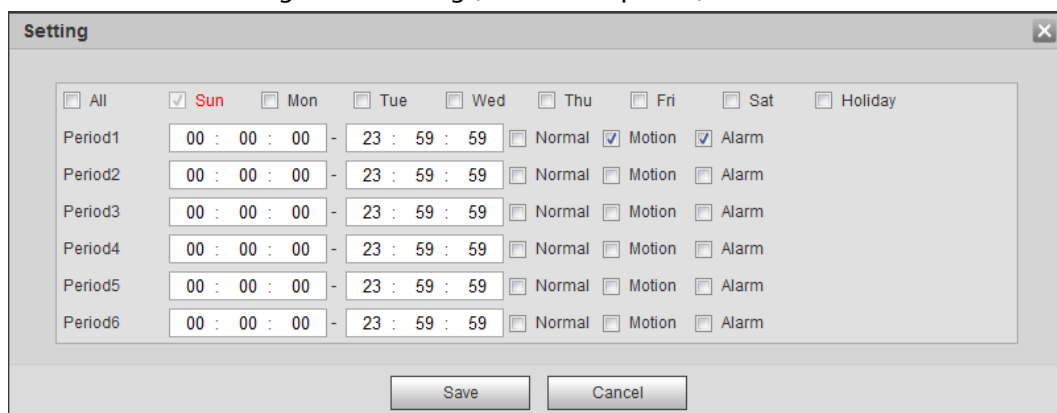 Setting
All Sun Mon Tue Wed Thu Fri Sat Holiday
Period1 00 : 00 : 00 - 23 : 59 : 59 Normal Motion Alarm
Period2 00 : 00 : 00 - 23 : 59 : 59 Normal Motion Alarm
Period3 00 : 00 : 00 - 23 : 59 : 59 Normal Motion Alarm
Period4 00 : 00 : 00 - 23 : 59 : 59 Normal Motion Alarm
Period5 00 : 00 : 00 - 23 : 59 : 59 Normal Motion Alarm
Period6 00 : 00 : 00 - 23 : 59 : 59 Normal Motion Alarm
Save Cancel